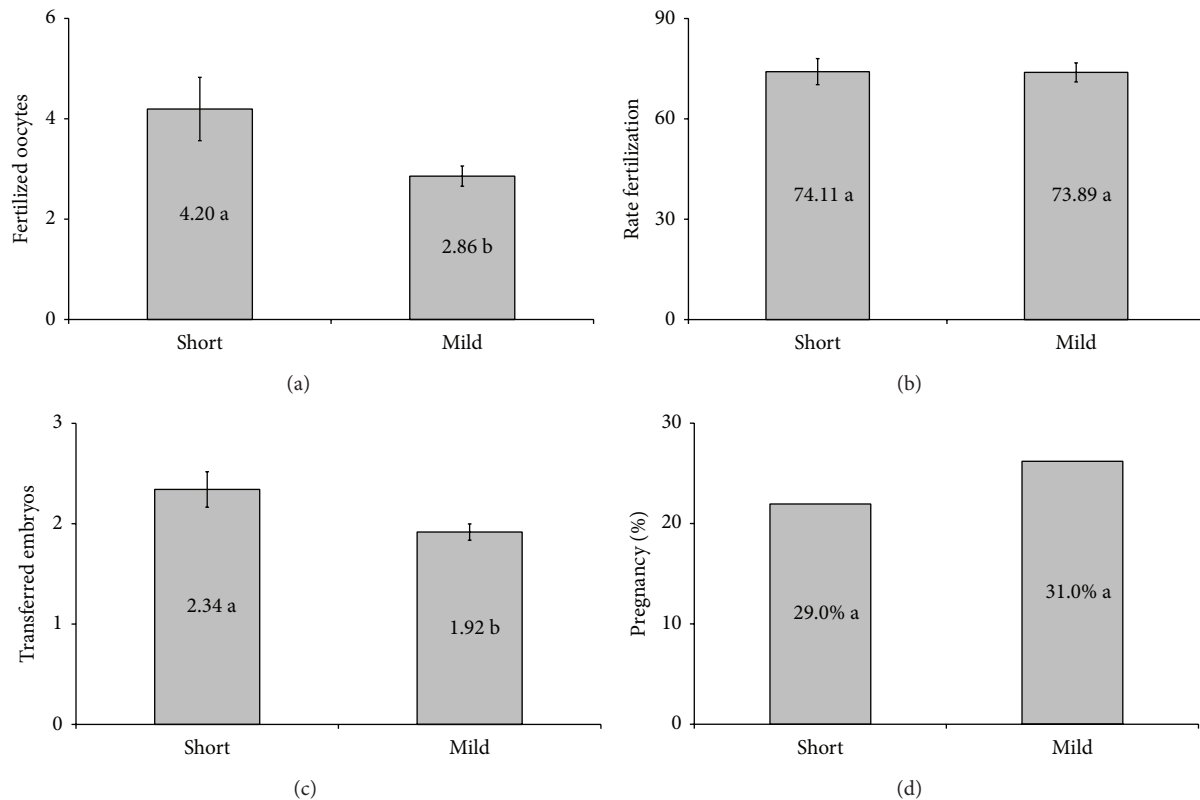 6
4
2
0
Fertilized oocytes
4.20 a
2.86 b
Short
Mild
(a)
90
60
30
0
Rate fertilization
74.11 a
73.89 a
Short
Mild
(b)
3
2
1
0
Transferred embryos
2.34 a
1.92 b
Short
Mild
(c)
30
20
10
0
Pregnancy (%)
29.0% a
31.0% a
Short
Mild
(d)